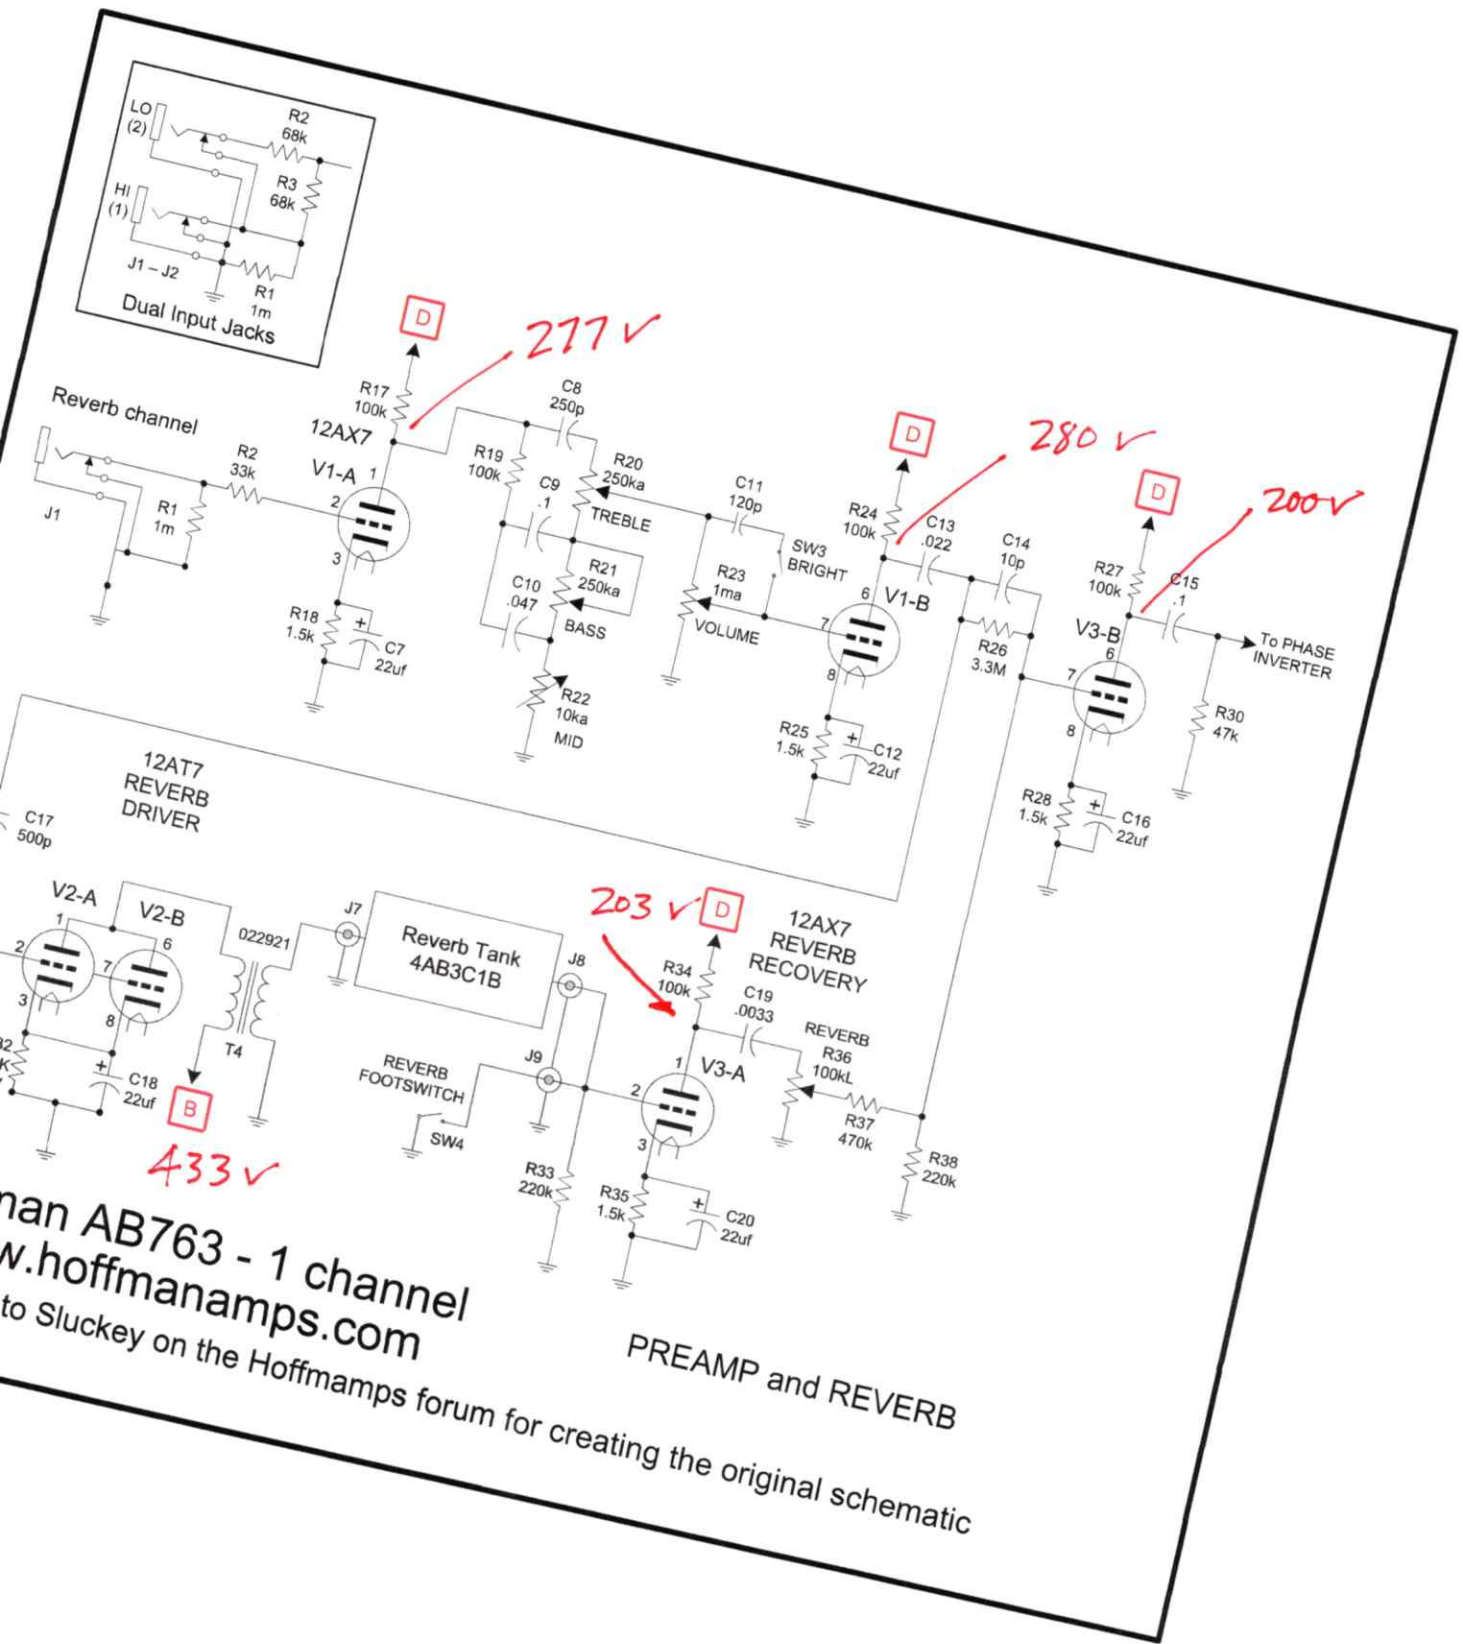 LO
(2)
R2
68k
R3
68k
HI
(1)
J1 – J2
R1
1m
Dual Input Jacks
D
277 V
R17
100k
C8
250p
Reverb channel
12AX7
V1-A
1
2
3
R2
33k
R1
1m
J1
R19
100k
C9
.1
R20
250ka
TREBLE
C11
120p
R18
1.5k
+
C7
22uf
C10
.047
R21
250ka
BASS
R22
10ka
MID
R23
1ma
VOLUME
SW3
BRIGHT
D
280 V
R24
100k
C13
.022
C14
10p
6
V1-B
7
8
R25
1.5k
+
C12
22uf
R26
3.3M
D
200V
R27
100k
C15
.1
V3-B
6
7
8
To PHASE
INVERTER
R30
47k
R28
1.5k
+
C16
22uf
12AT7
REVERB
DRIVER
C17
500p
V2-A
1
2
3
V2-B
6
7
8
022921
T4
+
C18
22uf
B
433 V
J7
Reverb Tank
4AB3C1B
J8
J9
REVERB
FOOTSWITCH
SW4
203 V
D
12AX7
REVERB
RECOVERY
R34
100k
C19
.0033
REVERB
R36
100kL
1
V3-A
2
3
R37
470k
R38
220k
R33
220k
R35
1.5k
+
C20
22uf
man AB763 - 1 channel
w.hoffmanamps.com
to Sluckey on the Hoffmamps forum for creating the original schematic
PREAMP and REVERB